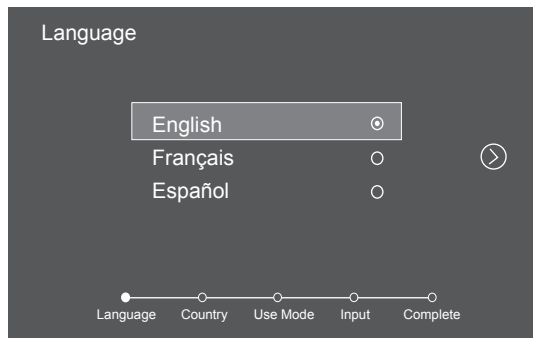 Language
English
Français
Español
Language Country Use Mode Input Complete